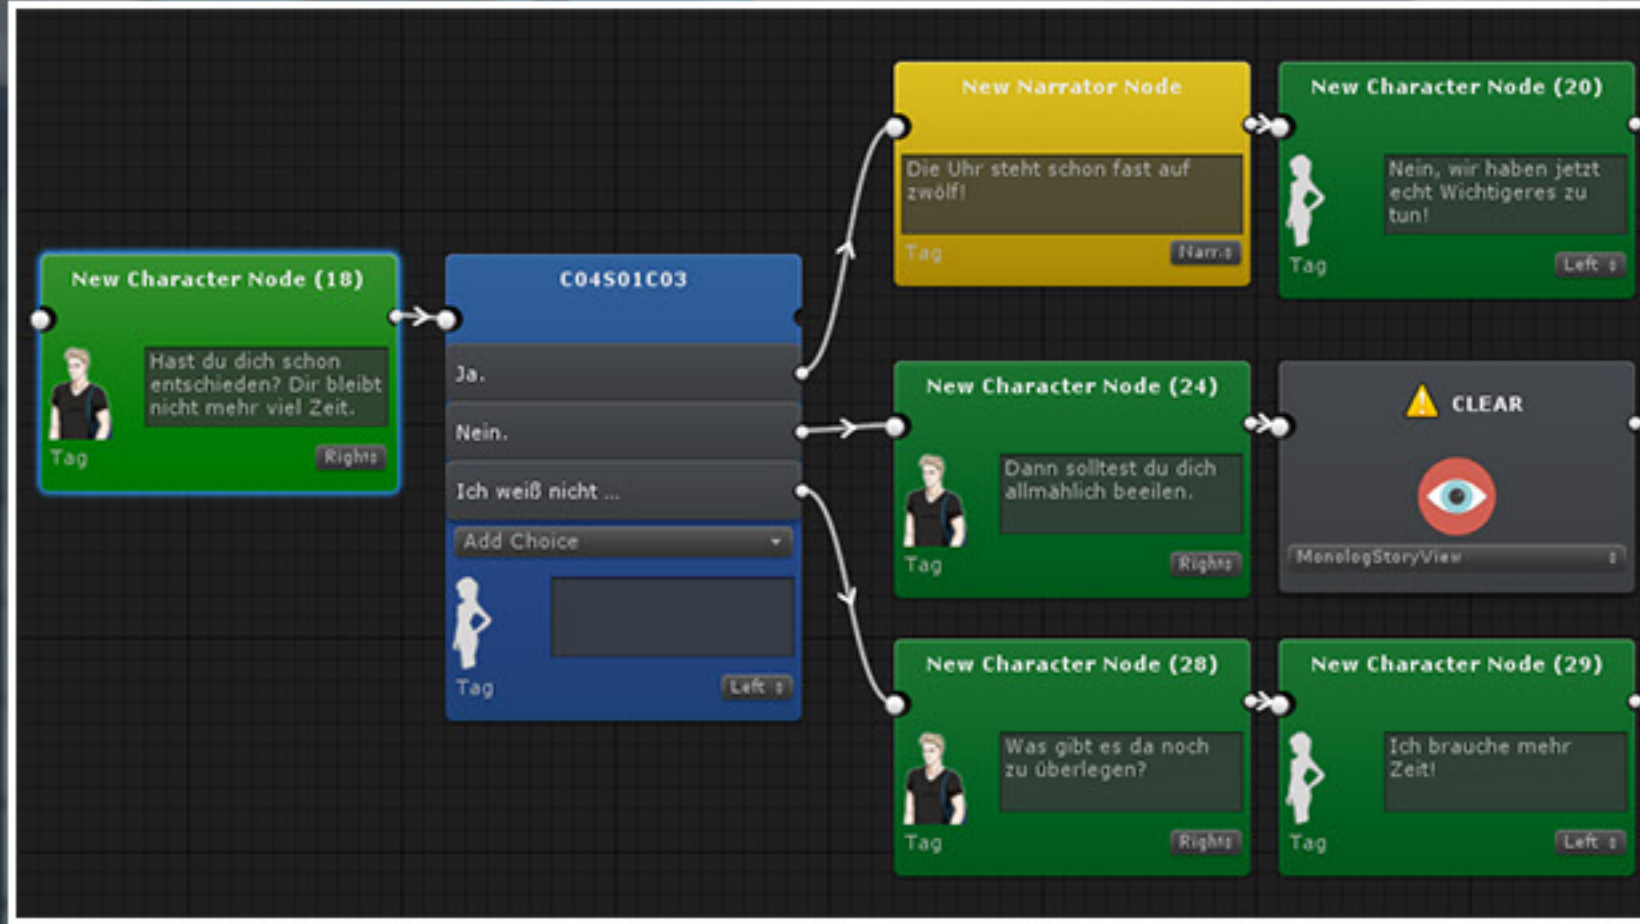 New Character Node (18)
Hast du dich schon
entschieden? Dir bleibt
nicht mehr viel Zeit.
Tag
Right
C04S01C03
Ja.
Nein.
Ich weiß nicht ...
Add Choice
Tag
Left
New Narrator Node
Die Uhr steht schon fast auf
zwölf!
Tag
Narr.
New Character Node (20)
Nein, wir haben jetzt
echt Wichtigeres zu
tun!
Tag
Left
New Character Node (24)
Dann solltest du dich
allmählich beeilen.
Tag
Right
CLEAR
MonologStoryView
New Character Node (28)
Was gibt es da noch
zu überlegen?
Tag
Right
New Character Node (29)
Ich brauche mehr
Zeit!
Tag
Left